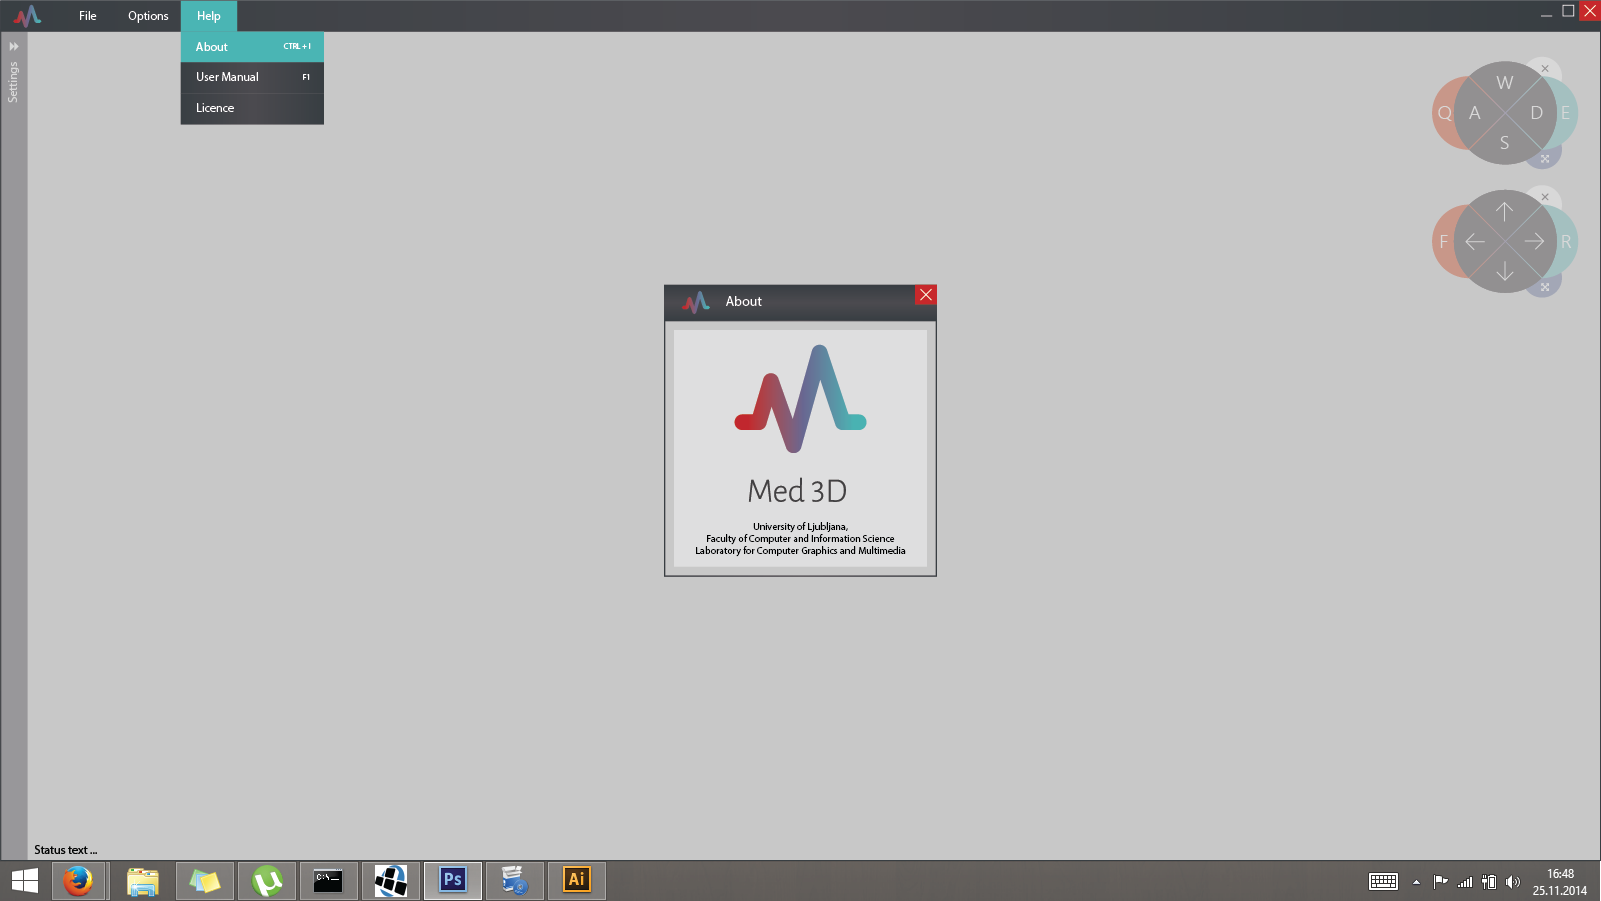 File Options Help
About CTRL + I
User Manual F1
Licence
Settings
W
Q A D E
S
F R
About
Med 3D
University of Ljubljana,
Faculty of Computer and Information Science
Laboratory for Computer Graphics and Multimedia
Status text ...
C:\._
Ps
Ai
16:48
25.11.2014